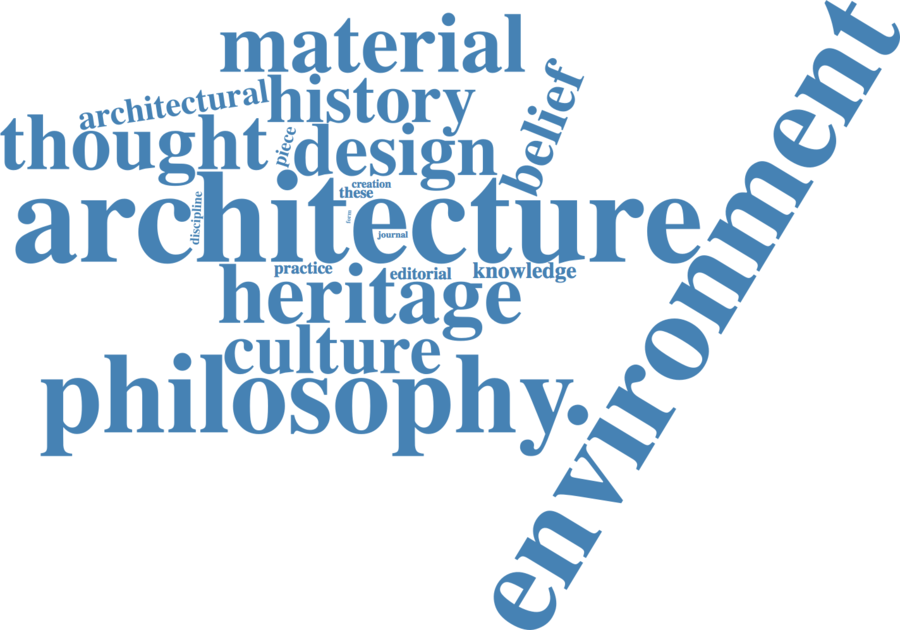 material
architectural history
belief
environment
thought piece design
creation
these
architecture
discipline
form
journal
practice editorial knowledge
heritage
culture
philosophy.